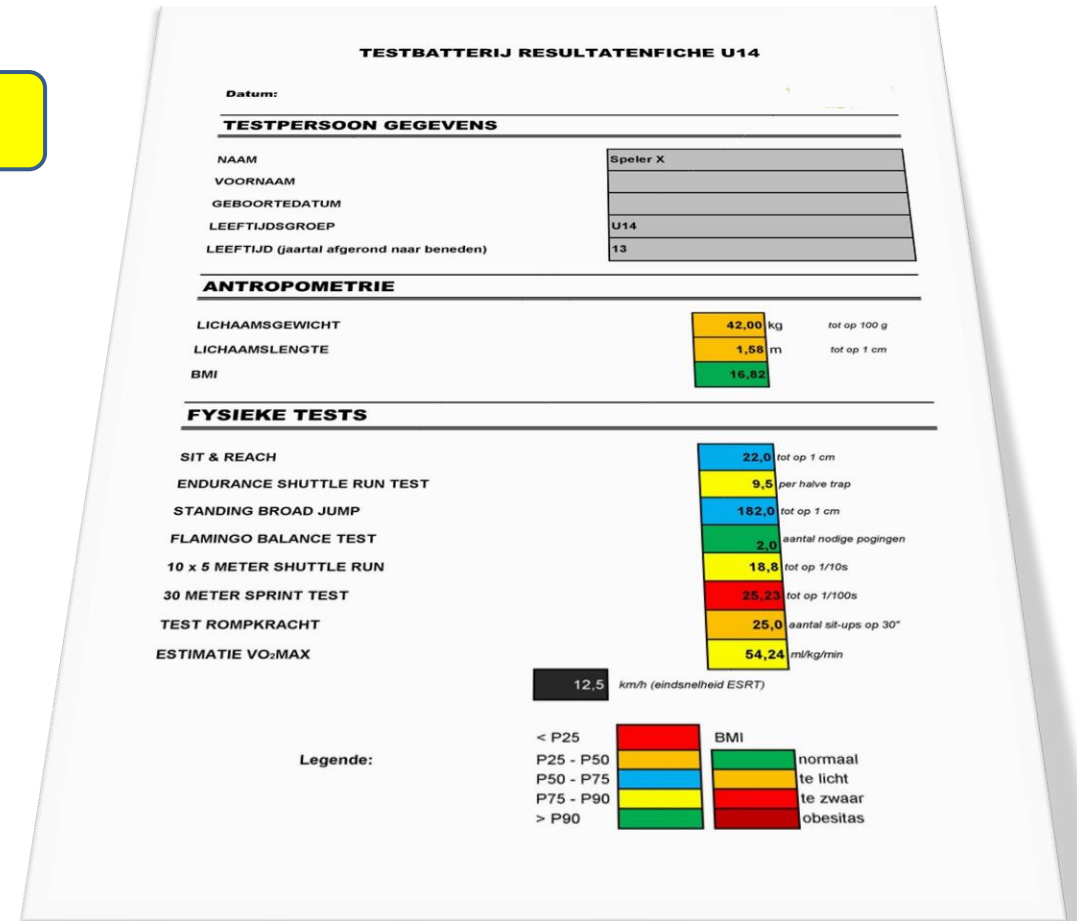 TESTBATTERIJ RESULTATENFICHE U14
Datum:
TESTPERSOON GEGEVENS
NAAM Speler X
VOORNAAM
GEBOORTEDATUM
LEEFTIJDSGROEP U14
LEEFTIJD (jaartal afgerond naar beneden) 13
ANTROPOMETRIE
LICHAAMSGEWICHT 42,00 kg tot op 100 g
LICHAAMSLENGTE 1,58 m tot op 1 cm
BMI 16,82
FYSIEKE TESTS
SIT & REACH 22,0 tot op 1 cm
ENDURANCE SHUTTLE RUN TEST 9,5 per halve trap
STANDING BROAD JUMP 182,0 tot op 1 cm
FLAMINGO BALANCE TEST 2,0 aantal nodige pogingen
10 x 5 METER SHUTTLE RUN 18,8 tot op 1/10s
30 METER SPRINT TEST 25,23 tot op 1/100s
TEST ROMPKRACHT 25,0 aantal sit-ups op 30"
ESTIMATIE VO₂MAX 54,24 ml/kg/min
12,5 km/h (eindsnelheid ESRT)
< P25 BMI
Legende: P25 - P50 normaal
P50 - P75 te licht
P75 - P90 te zwaar
> P90 obesitas